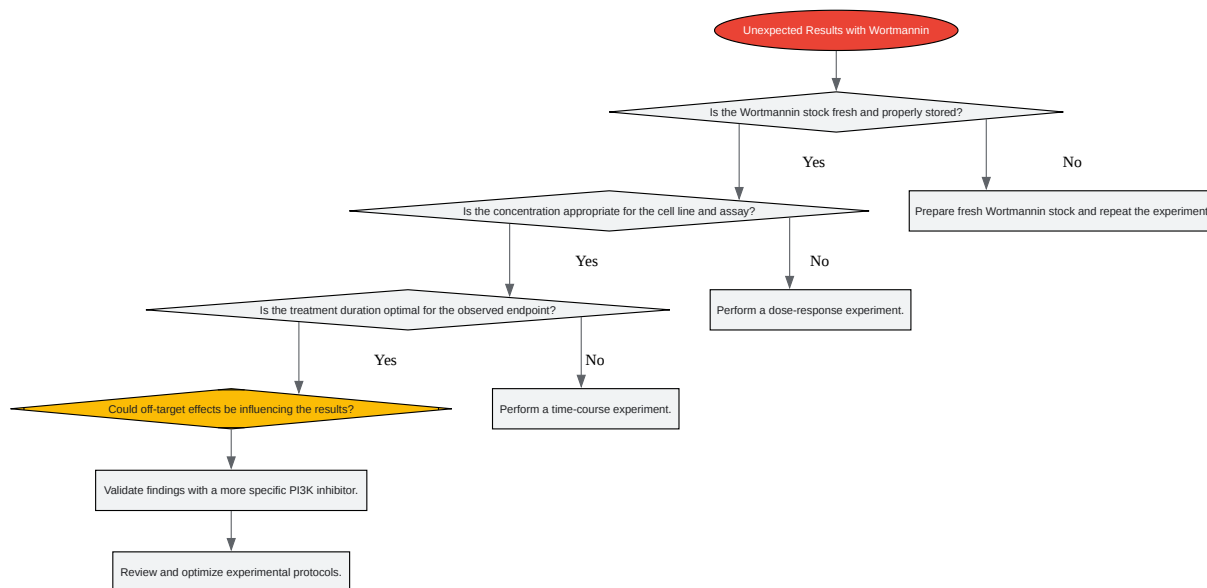 Unexpected Results with Wortmannin
Is the Wortmannin stock fresh and properly stored?
Yes
No
Is the concentration appropriate for the cell line and assay?
Prepare fresh Wortmannin stock and repeat the experiment
Yes
No
Is the treatment duration optimal for the observed endpoint?
Perform a dose-response experiment.
Yes
No
Could off-target effects be influencing the results?
Perform a time-course experiment.
Validate findings with a more specific PI3K inhibitor.
Review and optimize experimental protocols.